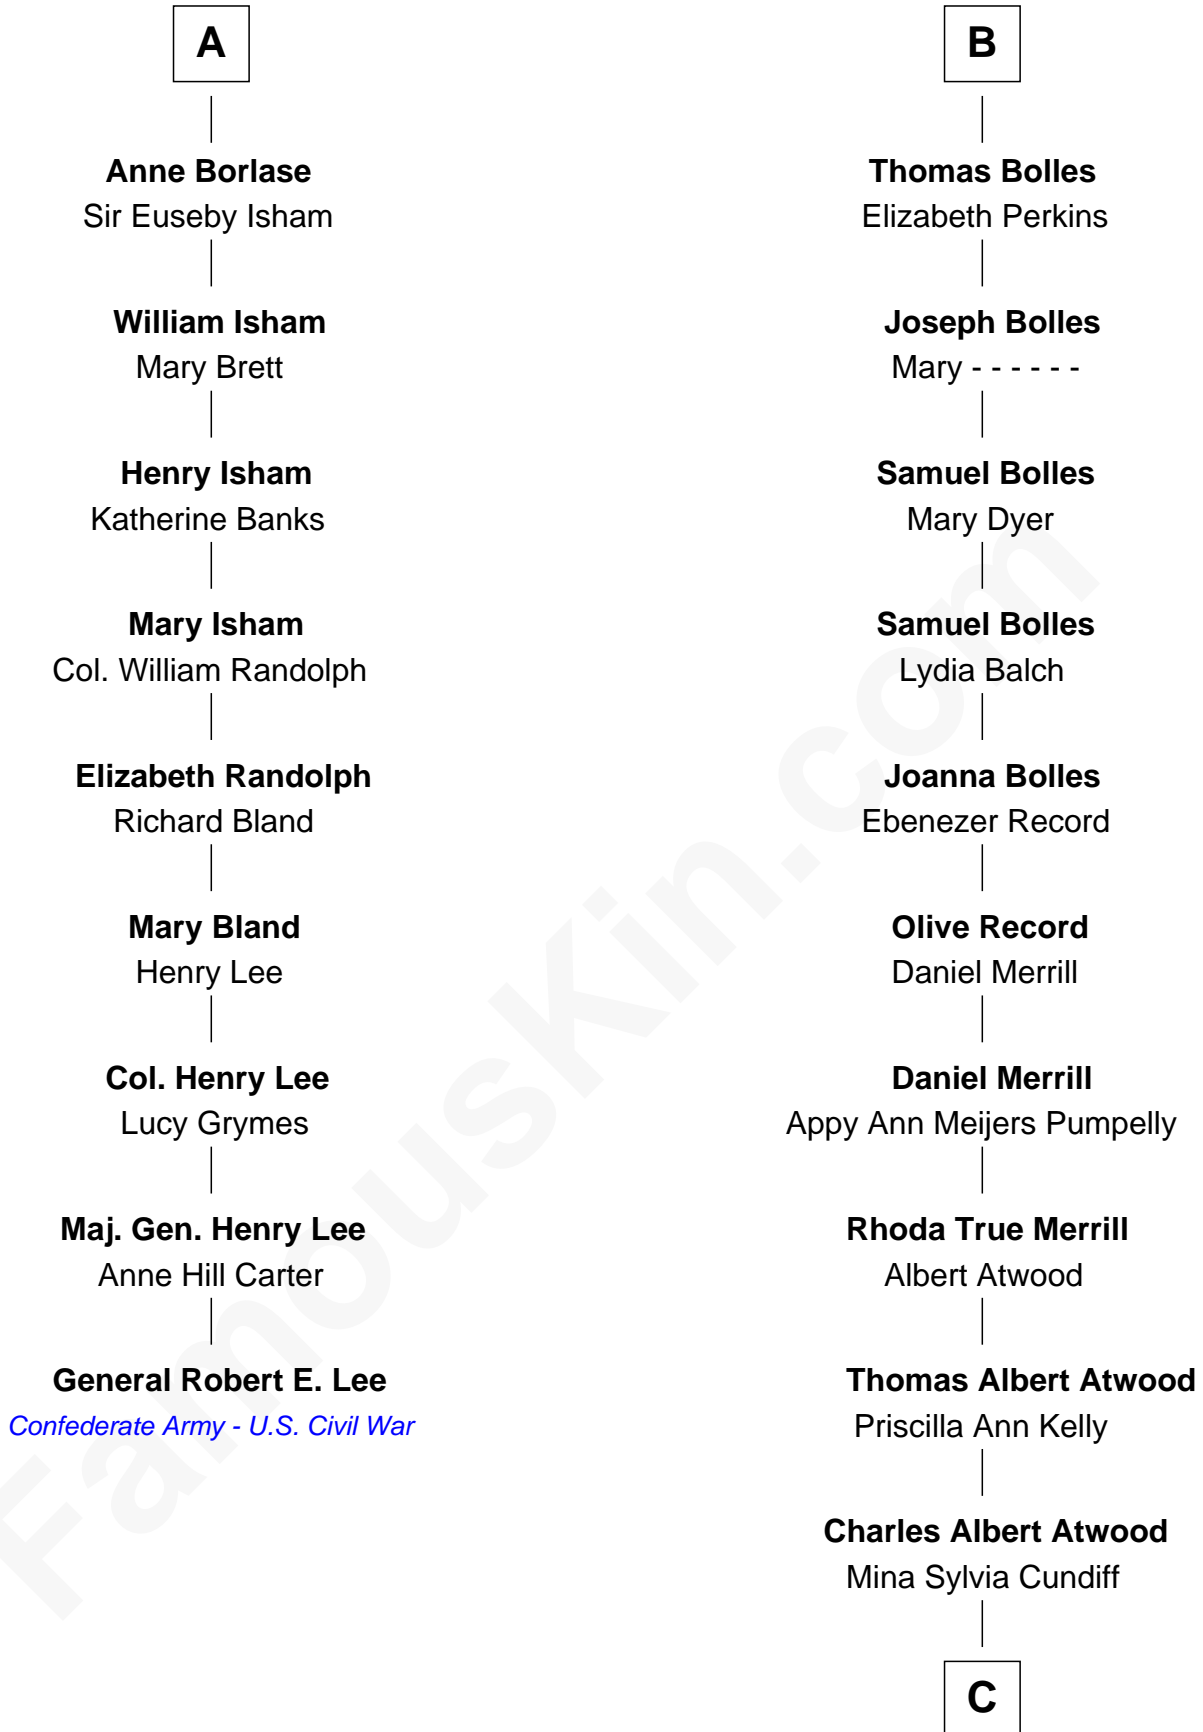 A
Anne Borlase
Sir Euseby Isham
William Isham
Mary Brett
Henry Isham
Katherine Banks
Mary Isham
Col. William Randolph
Elizabeth Randolph
Richard Bland
Mary Bland
Henry Lee
Col. Henry Lee
Lucy Grymes
Maj. Gen. Henry Lee
Anne Hill Carter
General Robert E. Lee
Confederate Army - U.S. Civil War
B
Thomas Bolles
Elizabeth Perkins
Joseph Bolles
Mary - - - - - -
Samuel Bolles
Mary Dyer
Samuel Bolles
Lydia Balch
Joanna Bolles
Ebenezer Record
Olive Record
Daniel Merrill
Daniel Merrill
Appy Ann Meijers Pumpelly
Rhoda True Merrill
Albert Atwood
Thomas Albert Atwood
Priscilla Ann Kelly
Charles Albert Atwood
Mina Sylvia Cundiff
C
FamousKin.com